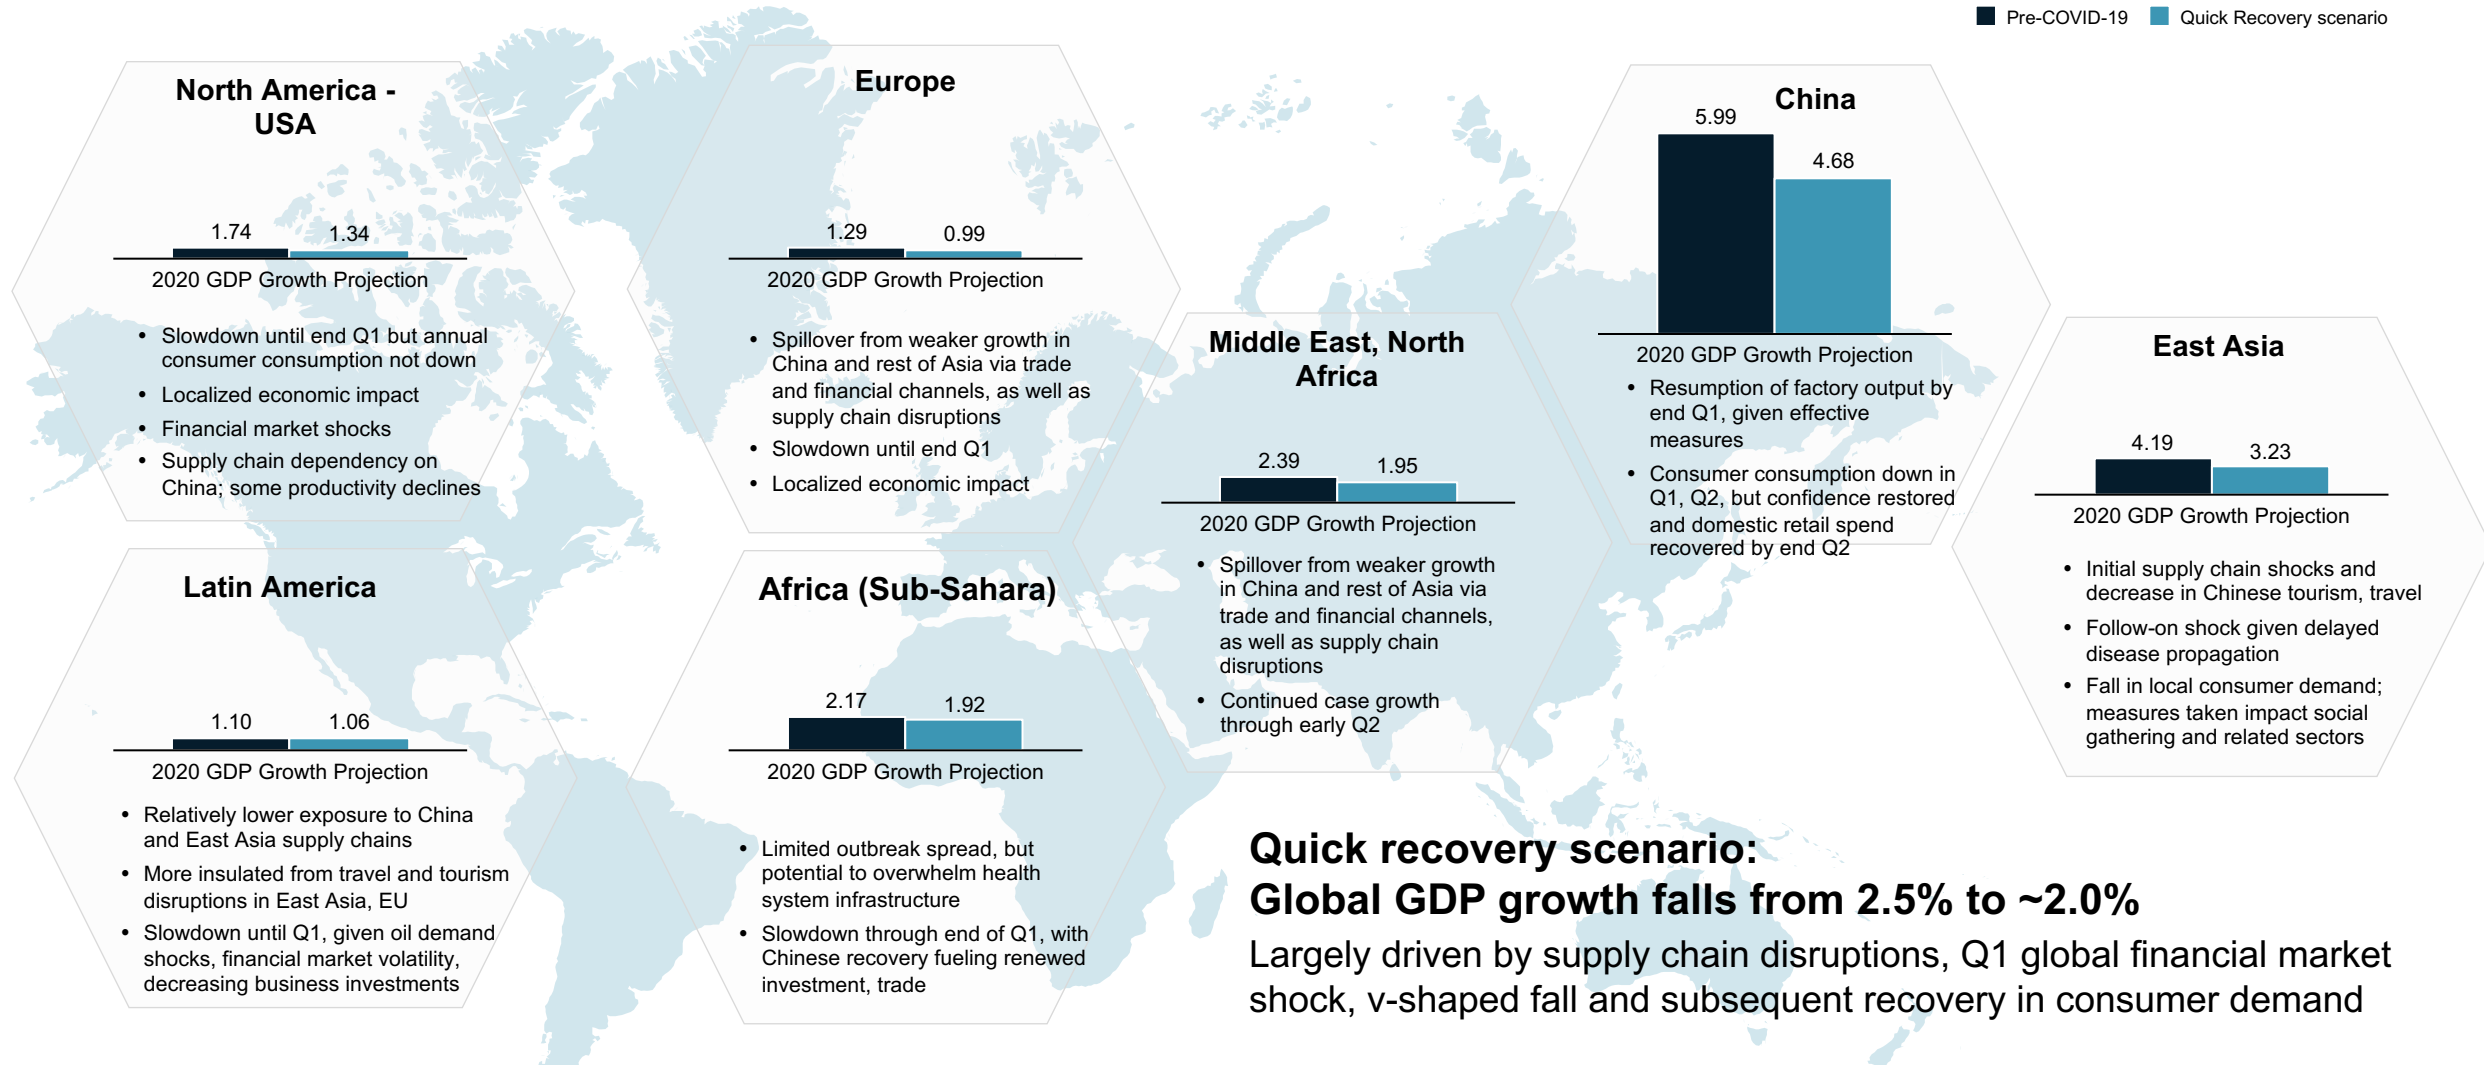 Pre-COVID-19
Quick Recovery scenario
North America -
USA
1.74
1.34
2020 GDP Growth Projection
• Slowdown until end Q1 but annual
consumer consumption not down
• Localized economic impact
• Financial market shocks
• Supply chain dependency on
China; some productivity declines
Europe
1.29
0.99
2020 GDP Growth Projection
• Spillover from weaker growth in
China and rest of Asia via trade
and financial channels, as well as
supply chain disruptions
• Slowdown until end Q1
• Localized economic impact
China
5.99
4.68
2020 GDP Growth Projection
• Resumption of factory output by
end Q1, given effective
measures
• Consumer consumption down in
Q1, Q2, but confidence restored
and domestic retail spend
recovered by end Q2
Middle East, North
Africa
2.39
1.95
2020 GDP Growth Projection
• Spillover from weaker growth
in China and rest of Asia via
trade and financial channels,
as well as supply chain
disruptions
• Continued case growth
through early Q2
East Asia
4.19
3.23
2020 GDP Growth Projection
• Initial supply chain shocks and
decrease in Chinese tourism, travel
• Follow-on shock given delayed
disease propagation
• Fall in local consumer demand;
measures taken impact social
gathering and related sectors
Latin America
1.10
1.06
2020 GDP Growth Projection
• Relatively lower exposure to China
and East Asia supply chains
• More insulated from travel and tourism
disruptions in East Asia, EU
• Slowdown until Q1, given oil demand
shocks, financial market volatility,
decreasing business investments
Africa (Sub-Sahara)
2.17
1.92
2020 GDP Growth Projection
• Limited outbreak spread, but
potential to overwhelm health
system infrastructure
• Slowdown through end of Q1, with
Chinese recovery fueling renewed
investment, trade
Quick recovery scenario:
Global GDP growth falls from 2.5% to ~2.0%
Largely driven by supply chain disruptions, Q1 global financial market
shock, v-shaped fall and subsequent recovery in consumer demand